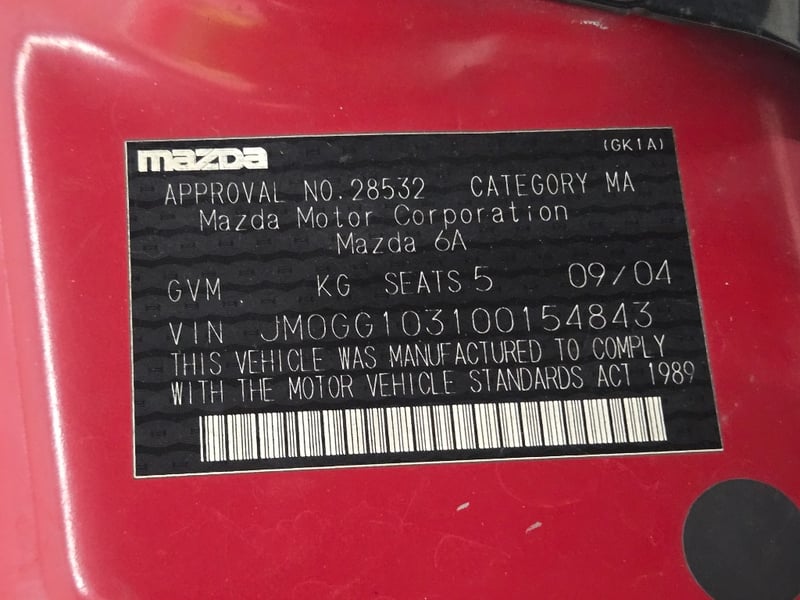 mazda (GK1A)
APPROVAL NO.28532 CATEGORY MA
Mazda Motor Corporation
Mazda 6A
GVM . KG SEATS 5 09/04
VIN JM0GG103100154843
THIS VEHICLE WAS MANUFACTURED TO COMPLY
WITH THE MOTOR VEHICLE STANDARDS ACT 1989